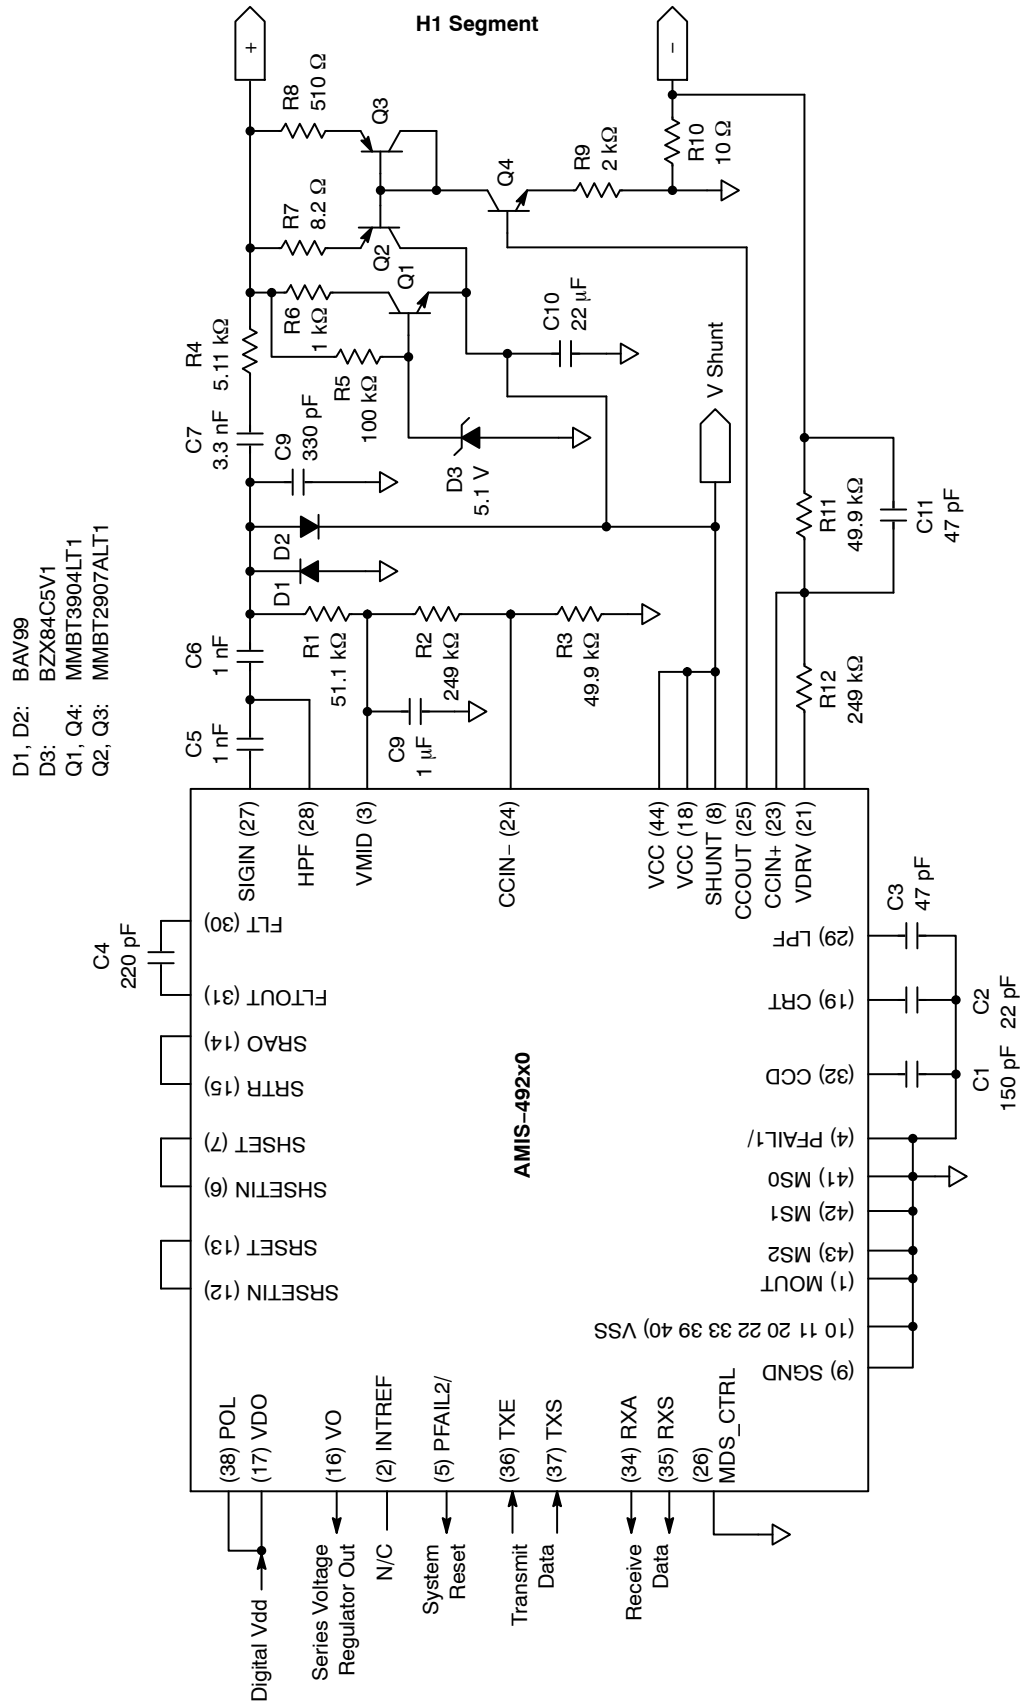 H1 Segment
D1, D2: BAV99
D3: BZX84C5V1
Q1, Q4: MMBT3904LT1
Q2, Q3: MMBT2907ALT1
+
−
R8
510 Ω
Q3
R7
8.2 Ω
Q2
Q1
R6
1 kΩ
R4
5.11 kΩ
R5
100 kΩ
C7
3.3 nF
C9
330 pF
D3
5.1 V
Q4
R9
2 kΩ
R10
10 Ω
C10
22 μF
V Shunt
D2
D1
C6
1 nF
C5
1 nF
R1
51.1 kΩ
R2
249 kΩ
R3
49.9 kΩ
C9
1 μF
R11
49.9 kΩ
C11
47 pF
R12
249 kΩ
SIGIN (27)
HPF (28)
VMID (3)
CCIN− (24)
VCC (44)
VCC (18)
SHUNT (8)
CCOUT (25)
CCIN+ (23)
VDRV (21)
C4
220 pF
(30) FLT
(31) FLTOUT
(14) SRAO
(15) SRTR
(7) SHSET
(6) SHSETIN
(13) SRSET
(12) SRSETIN
AMIS−492x0
(29) LPF
(19) CRT
(32) CCD
(4) PFAIL1/
(41) MS0
(42) MS1
(43) MS2
(1) MOUT
(10 11 20 22 33 39 40) VSS
(9) SGND
C3
47 pF
C2
22 pF
C1
150 pF
(38) POL
(17) VDO
(16) VO
(2) INTREF
(5) PFAIL2/
(36) TXE
(37) TXS
(34) RXA
(35) RXS
(26)
MDS_CTRL
Digital Vdd
Series Voltage
Regulator Out
N/C
System
Reset
Transmit
Data
Receive
Data